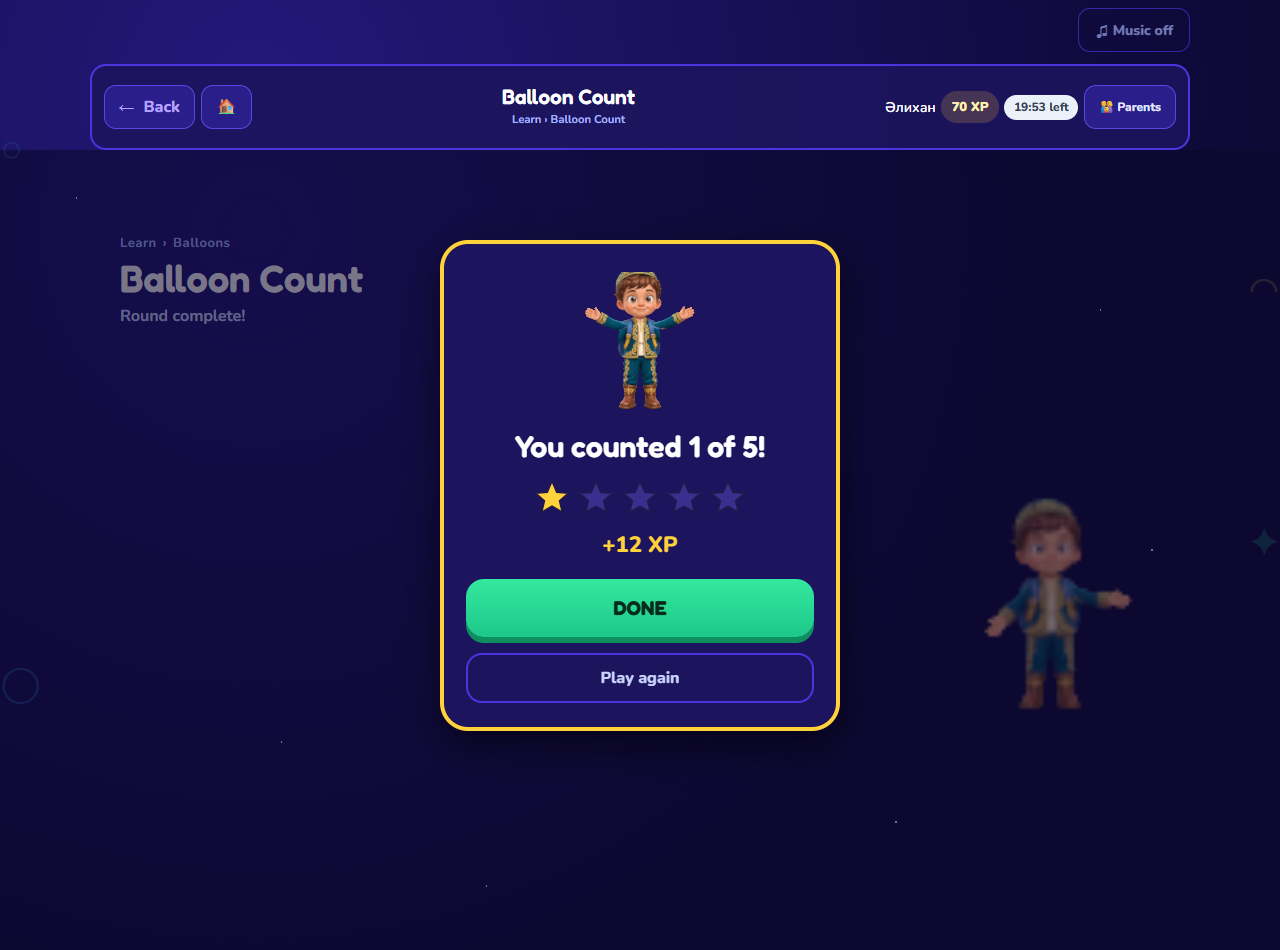 ♫ Music off
← Back
Balloon Count
Learn › Balloon Count
Әлихан
70 XP
19:53 left
Parents
Learn › Balloons
Balloon Count
Round complete!
You counted 1 of 5!
+12 XP
DONE
Play again